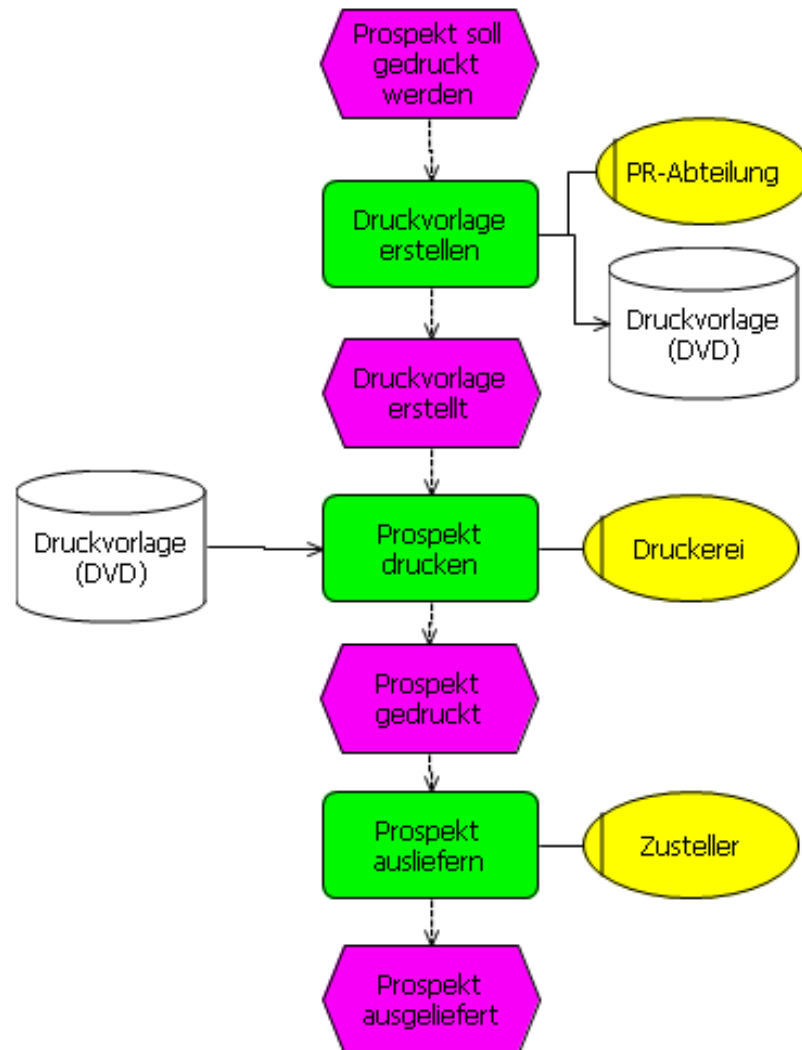 Prospekt soll
gedruckt
werden
PR-Abteilung
Druckvorlage
erstellen
Druckvorlage
(DVD)
Druckvorlage
erstellt
Druckvorlage
(DVD)
Prospekt
drucken
Druckerei
Prospekt
gedruckt
Prospekt
ausliefern
Zusteller
Prospekt
ausgeliefert